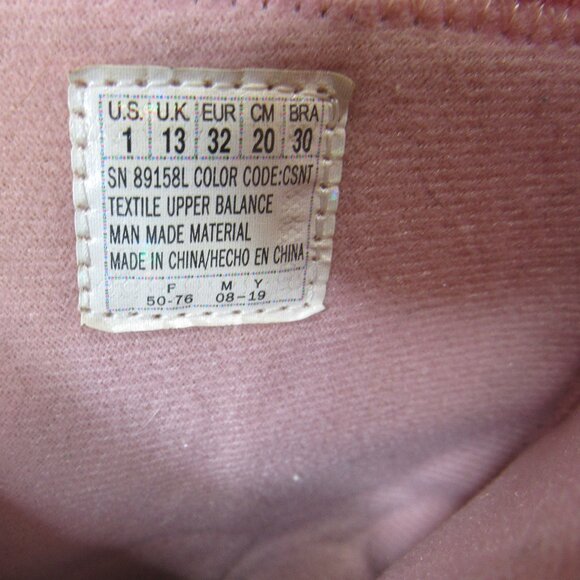 U.S. U.K. EUR CM BRA
1 13 32 20 30
SN 89158L COLOR CODE:CSNT
TEXTILE UPPER BALANCE
MAN MADE MATERIAL
MADE IN CHINA/HECHO EN CHINA
F M Y
50-76 08-19